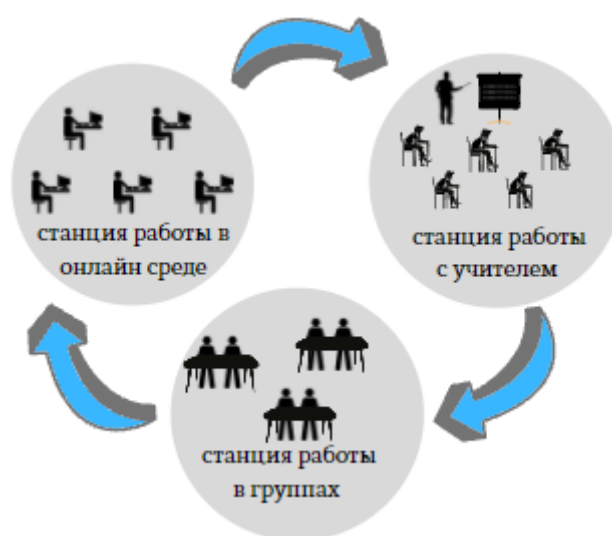 станция работы в
онлайн среде
станция работы
с учителем
станция работы
в группах